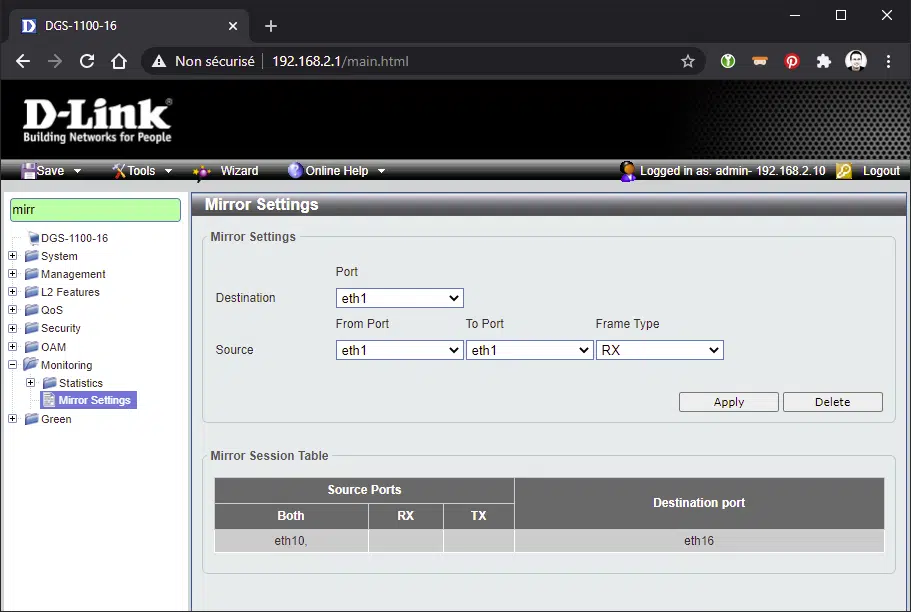 DGS-1100-16
Non sécurisé 192.168.2.1/main.html
D-Link®
Building Networks for People
Save Tools Wizard Online Help Logged in as: admin- 192.168.2.10 Logout
mirr
DGS-1100-16
System
Management
L2 Features
QoS
Security
OAM
Monitoring
Statistics
Mirror Settings
Green
Mirror Settings
Mirror Settings
Port
Destination eth1
From Port To Port Frame Type
Source eth1 eth1 RX
Apply Delete
Mirror Session Table
Source Ports Destination port
Both RX TX
eth10, eth16